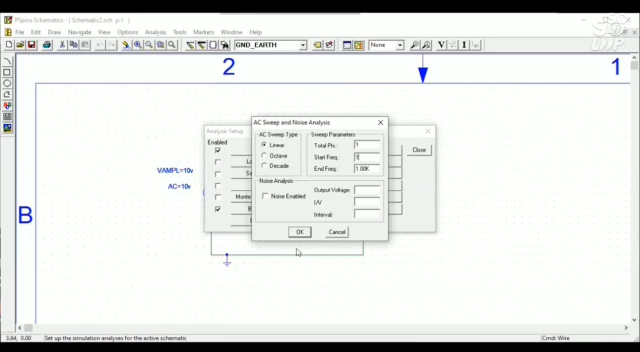 PSpice Schematics - [ Schematic2.sch p.1 ]
File Edit Draw Navigate View Options Analysis Tools Markers Window Help
GND_EARTH
None
V I
2
1
B
VAMPL=10v
AC=10v
Analysis Setup
Enabled
Close
Monte
AC Sweep and Noise Analysis
AC Sweep Type
Linear
Octave
Decade
Sweep Parameters
Total Pts.: 1
Start Freq.: 1
End Freq.: 1.00K
Noise Analysis
Noise Enabled
Output Voltage:
I/V
Interval:
OK
Cancel
3.64, 0.00 Set up the simulation analyses for the active schematic Cmd: Wire